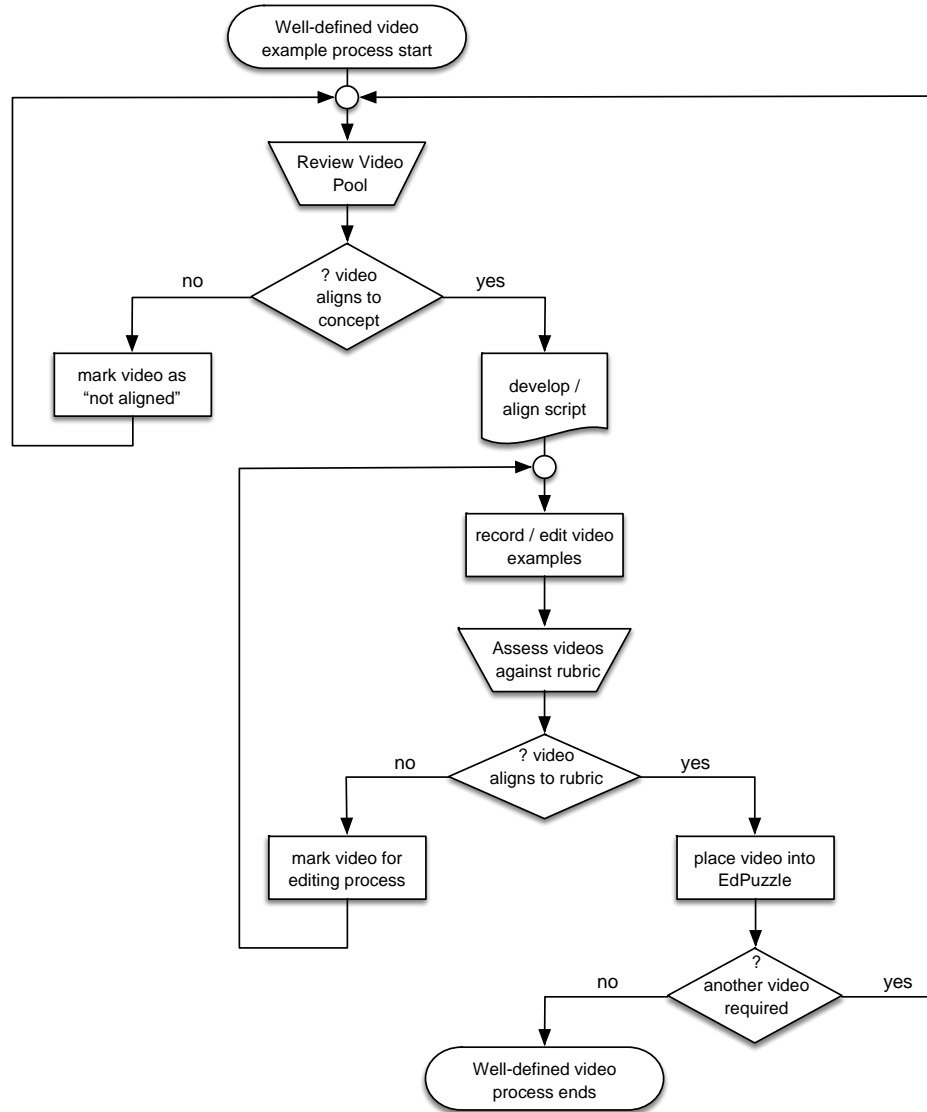 Well-defined video
example process start
Review Video
Pool
? video
aligns to
concept
no
yes
mark video as
“not aligned”
develop /
align script
record / edit video
examples
Assess videos
against rubric
? video
aligns to rubric
no
yes
mark video for
editing process
place video into
EdPuzzle
?
another video
required
no
yes
Well-defined video
process ends